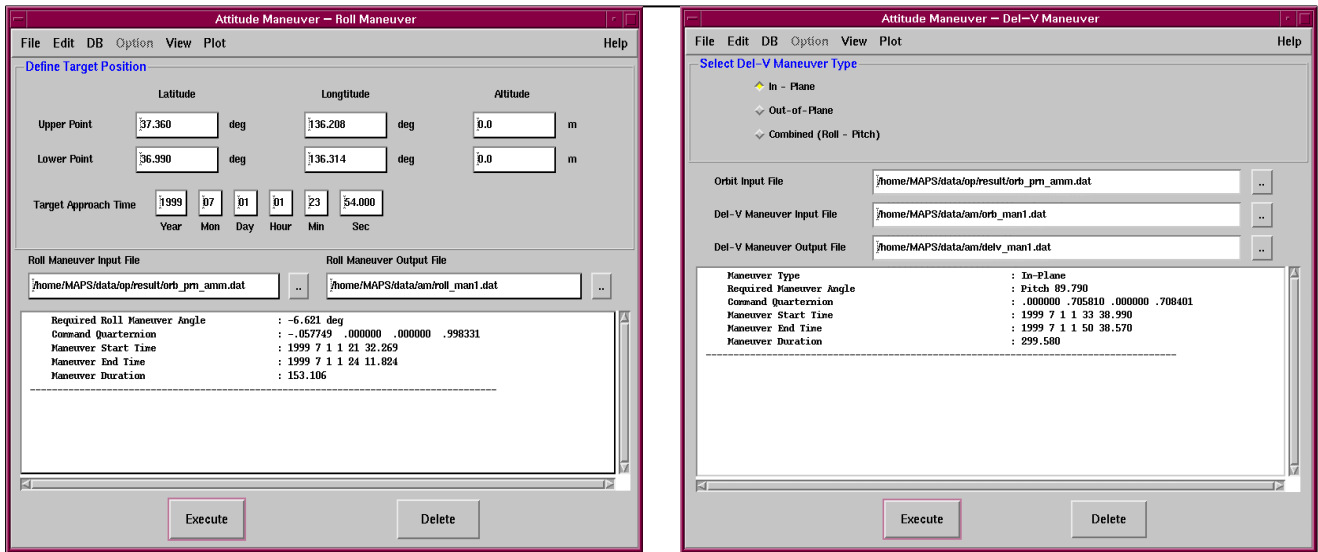 Attitude Maneuver – Roll Maneuver
File Edit DB Option View Plot Help
Define Target Position
Latitude Longtitude Altitude
Upper Point 37.360 deg 136.208 deg 0.0 m
Lower Point 36.990 deg 136.314 deg 0.0 m
Target Approach Time 1999 07 01 01 23 54.000
Year Mon Day Hour Min Sec
Roll Maneuver Input File Roll Maneuver Output File
/home/MAPS/data/op/result/orb_prn_amm.dat .. /home/MAPS/data/am/roll_man1.dat ..
Required Roll Maneuver Angle : -6.621 deg
Command Quarternion : -.057749 .000000 .000000 .998331
Maneuver Start Time : 1999 7 1 1 21 32.269
Maneuver End Time : 1999 7 1 1 24 11.824
Maneuver Duration : 153.106
Execute Delete
Attitude Maneuver – Del-V Maneuver
File Edit DB Option View Plot Help
Select Del-V Maneuver Type
In - Plane
Out-of-Plane
Combined (Roll - Pitch)
Orbit Input File /home/MAPS/data/op/result/orb_prn_amm.dat ..
Del-V Maneuver Input File /home/MAPS/data/am/orb_man1.dat ..
Del-V Maneuver Output File /home/MAPS/data/am/delv_man1.dat ..
Maneuver Type : In-Plane
Required Maneuver Angle : Pitch 89.790
Command Quarternion : .000000 .705810 .000000 .708401
Maneuver Start Time : 1999 7 1 1 33 38.990
Maneuver End Time : 1999 7 1 1 50 38.570
Maneuver Duration : 299.580
Execute Delete